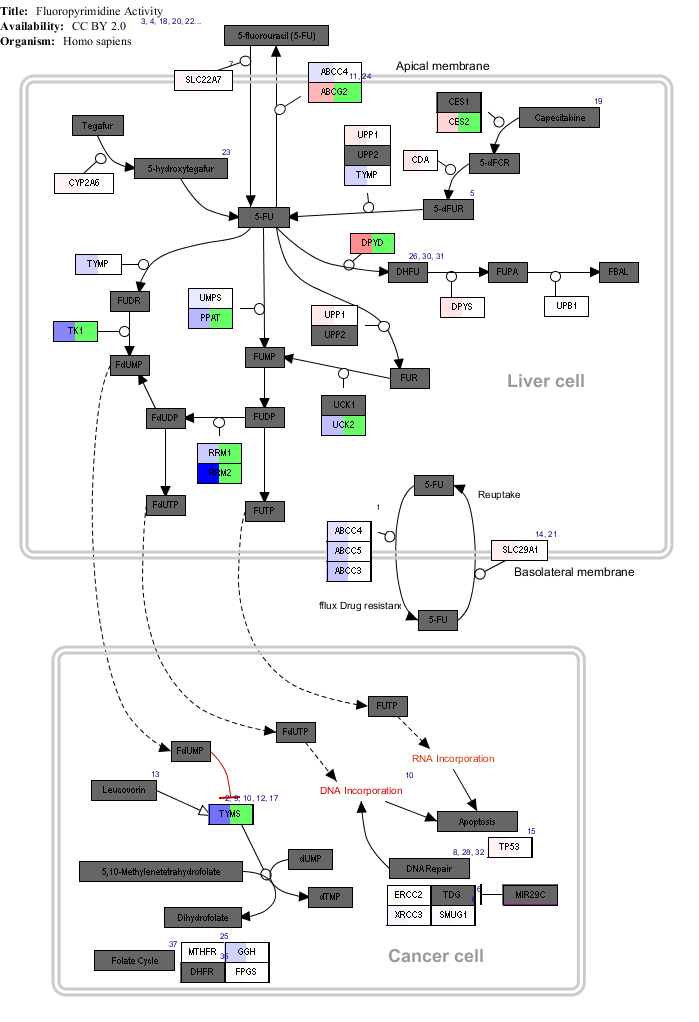 Title: Fluoropyrimidine Activity
Availability: CC BY 2.0
Organism: Homo sapiens
3, 4, 18, 20, 22...
5-fluorouracil (5-FU)
7
SLC22A7
ABCC4
11, 24
ABCG2
Apical membrane
CES1
CES2
19
Capecitabine
Tegafur
CYP2A6
23
5-hydroxytegafur
UPP1
UPP2
TYMP
CDA
5-dFCR
5
5-dFUR
5-FU
DPYD
26, 30, 31
DHFU
FUPA
FBAL
DPYS
UPB1
TYMP
FUDR
TK1
UMPS
PPAT
UPP1
UPP2
FdUMP
FUMP
FUR
Liver cell
UCK1
UCK2
FdUDP
FUDP
RRM1
M2
FdUTP
FUTP
5-FU
Reuptake
1
ABCC4
ABCC5
ABCC3
14, 21
SLC29A1
Basolateral membrane
fflux Drug resistanc
5-FU
FUTP
FdUTP
FdUMP
RNA Incorporation
13
Leucovorin
DNA Incorporation
10
2, 9, 10, 12, 17
TYMS
Apoptosis
15
TP53
dUMP
8, 28, 32
DNA Repair
5,10-Methylenetetrahydrofolate
dTMP
ERCC2
TDG
6
MIR29C
XRCC3
SMUG1
Dihydrofolate
25
37
Folate Cycle
MTHFR
GGH
DHFR
FPGS
Cancer cell